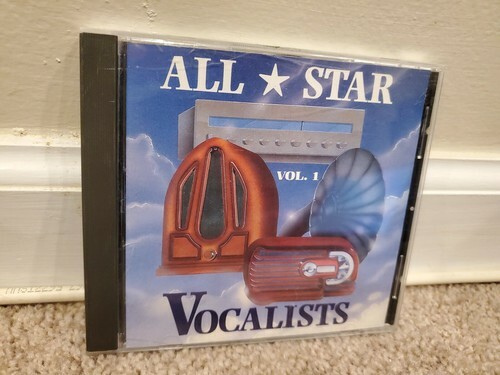 ALL ★ STAR
VOL. 1
VOCALISTS